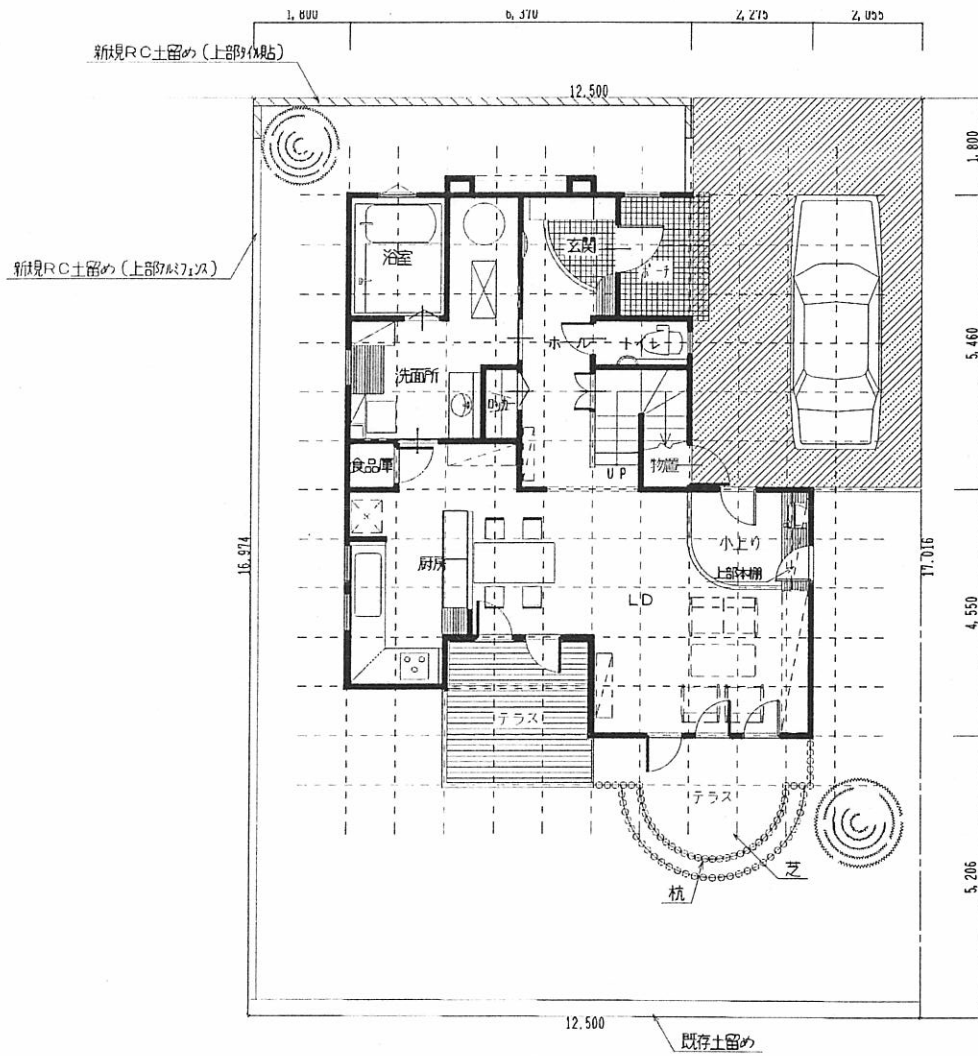 1,800
6,370
2,275
2,055
新規RC土留め(上部タイル貼)
12,500
1,800
新規RC土留め(上部アルミフェンス)
浴室
玄関
ポーチ
ホール
トイレ
5,460
洗面所
ロッカー
食品庫
UP
物置
小上り
上部本棚
厨房
LD
16,974
17,016
4,550
テラス
テラス
芝
杭
5,206
12,500
既存土留め